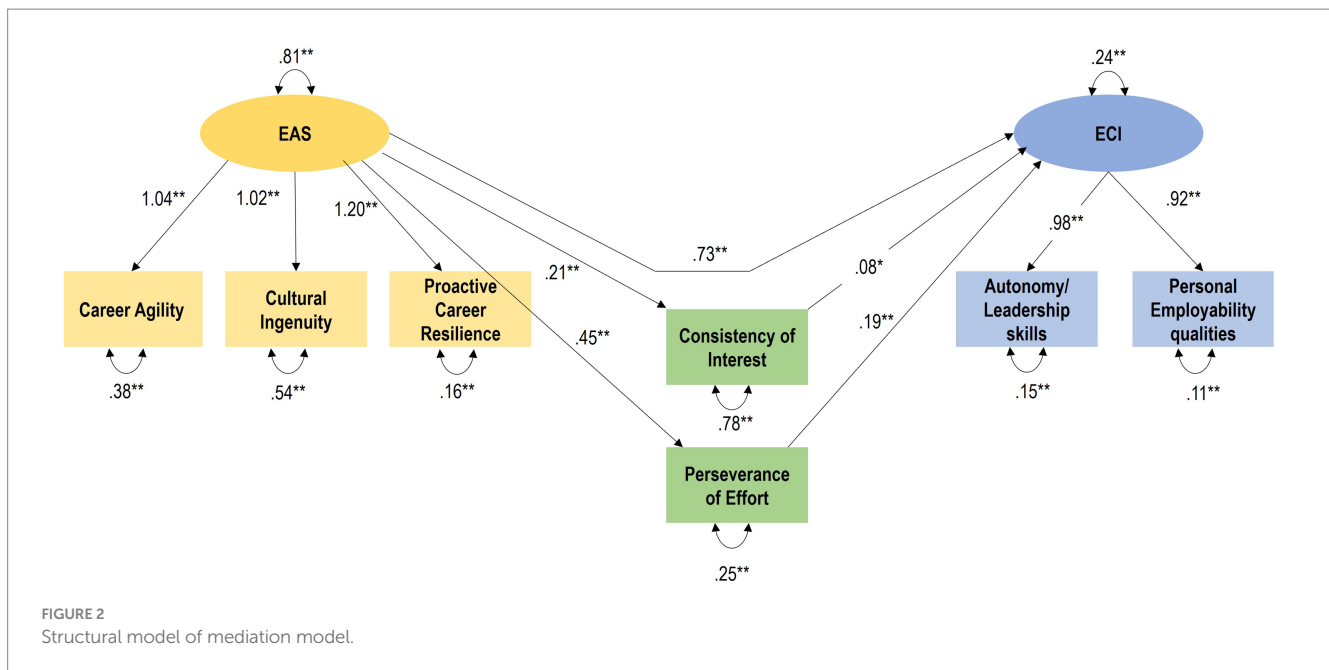 .81**
.24**
EAS
ECI
1.04**
1.02**
1.20**
.21**
.73**
.08*
.98**
.92**
Career Agility
Cultural
Ingenuity
Proactive
Career
Resilience
.45**
Consistency of
Interest
.19**
Autonomy/
Leadership
skills
Personal
Employability
qualities
.38**
.54**
.16**
.78**
.15**
.11**
Perseverance
of Effort
.25**
FIGURE 2
Structural model of mediation model.